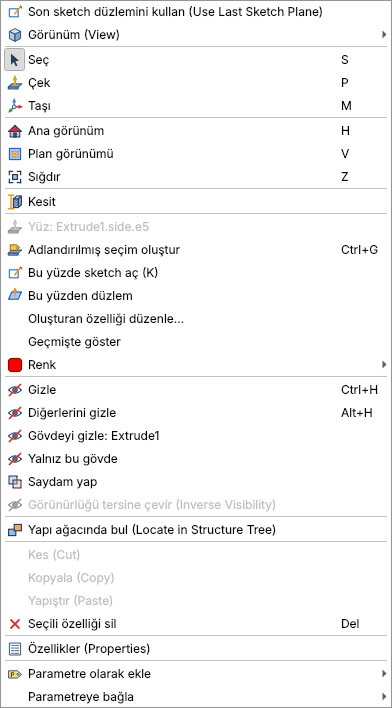 Son sketch düzlemini kullan (Use Last Sketch Plane)
Görünüm (View)
Seç S
Çek P
Taşı M
Ana görünüm H
Plan görünümü V
Sığdır Z
Kesit
Yüz: Extrude1.side.e5
Adlandırılmış seçim oluştur Ctrl+G
Bu yüzde sketch aç (K)
Bu yüzden düzlem
Oluşturan özelliği düzenle...
Geçmişte göster
Renk
Gizle Ctrl+H
Diğerlerini gizle Alt+H
Gövdeyi gizle: Extrude1
Yalnız bu gövde
Saydam yap
Görünürlüğü tersine çevir (Inverse Visibility)
Yapı ağacında bul (Locate in Structure Tree)
Kes (Cut)
Kopyala (Copy)
Yapıştır (Paste)
Seçili özelliği sil Del
Özellikler (Properties)
Parametre olarak ekle
Parametreye bağla